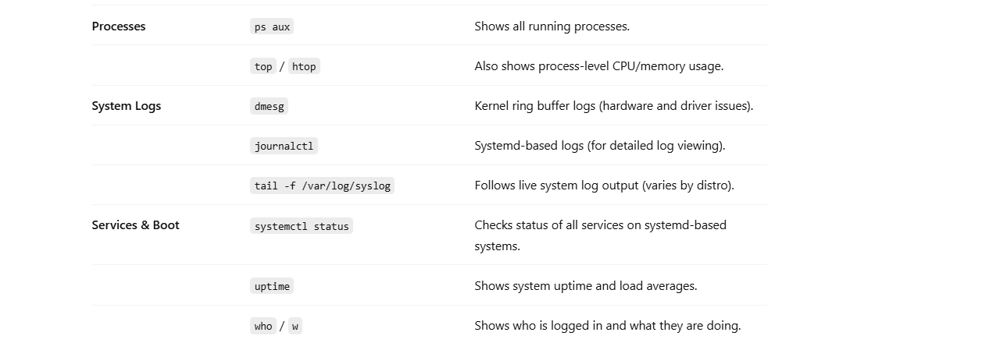 Processes ps aux Shows all running processes.
top / htop Also shows process-level CPU/memory usage.
System Logs dmesg Kernel ring buffer logs (hardware and driver issues).
journalctl Systemd-based logs (for detailed log viewing).
tail -f /var/log/syslog Follows live system log output (varies by distro).
Services & Boot systemctl status Checks status of all services on systemd-based
systems.
uptime Shows system uptime and load averages.
who / w Shows who is logged in and what they are doing.